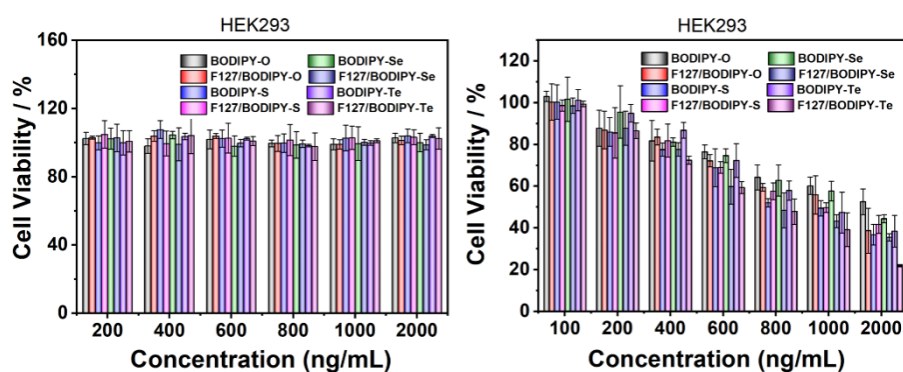 HEK293
160
120
80
40
0
Cell Viability / %
BODIPY-O
F127/BODIPY-O
BODIPY-S
F127/BODIPY-S
BODIPY-Se
F127/BODIPY-Se
BODIPY-Te
F127/BODIPY-Te
200 400 600 800 1000 2000
Concentration (ng/mL)
HEK293
120
100
80
60
40
20
0
Cell Viability / %
BODIPY-O
F127/BODIPY-O
BODIPY-S
F127/BODIPY-S
BODIPY-Se
F127/BODIPY-Se
BODIPY-Te
F127/BODIPY-Te
100 200 400 600 800 1000 2000
Concentration (ng/mL)